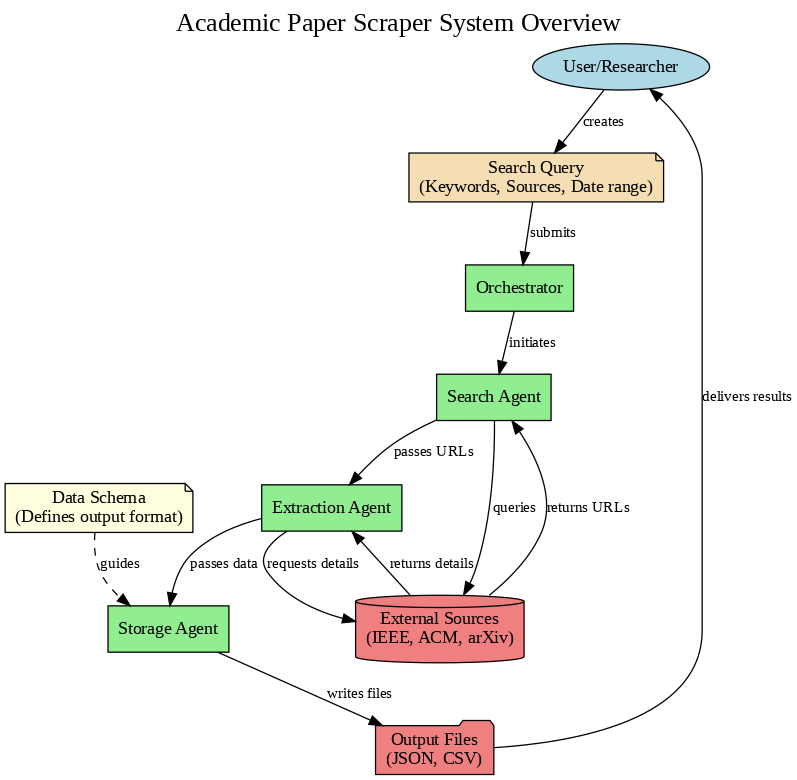 Academic Paper Scraper System Overview
User/Researcher
creates
Search Query
(Keywords, Sources, Date range)
submits
Orchestrator
initiates
Search Agent
delivers results
passes URLs
Data Schema
(Defines output format)
Extraction Agent
queries
returns URLs
guides
passes data
requests details
returns details
Storage Agent
External Sources
(IEEE, ACM, arXiv)
writes files
Output Files
(JSON, CSV)